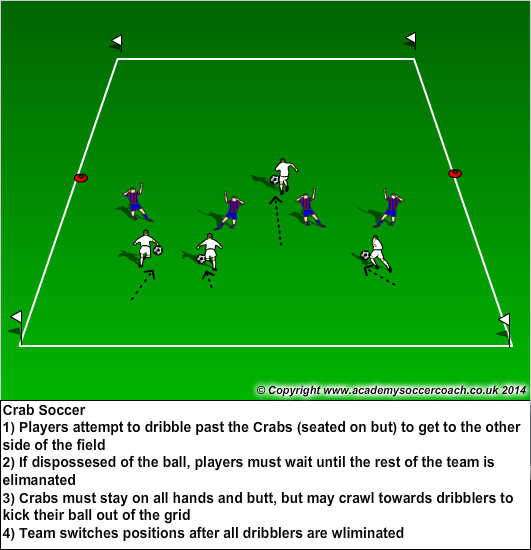 © Copyright www.academysoccercoach.co.uk 2014
Crab Soccer
1) Players attempt to dribble past the Crabs (seated on but) to get to the other
side of the field
2) If dispossesed of the ball, players must wait until the rest of the team is
elimanated
3) Crabs must stay on all hands and butt, but may crawl towards dribblers to
kick their ball out of the grid
4) Team switches positions after all dribblers are wliminated